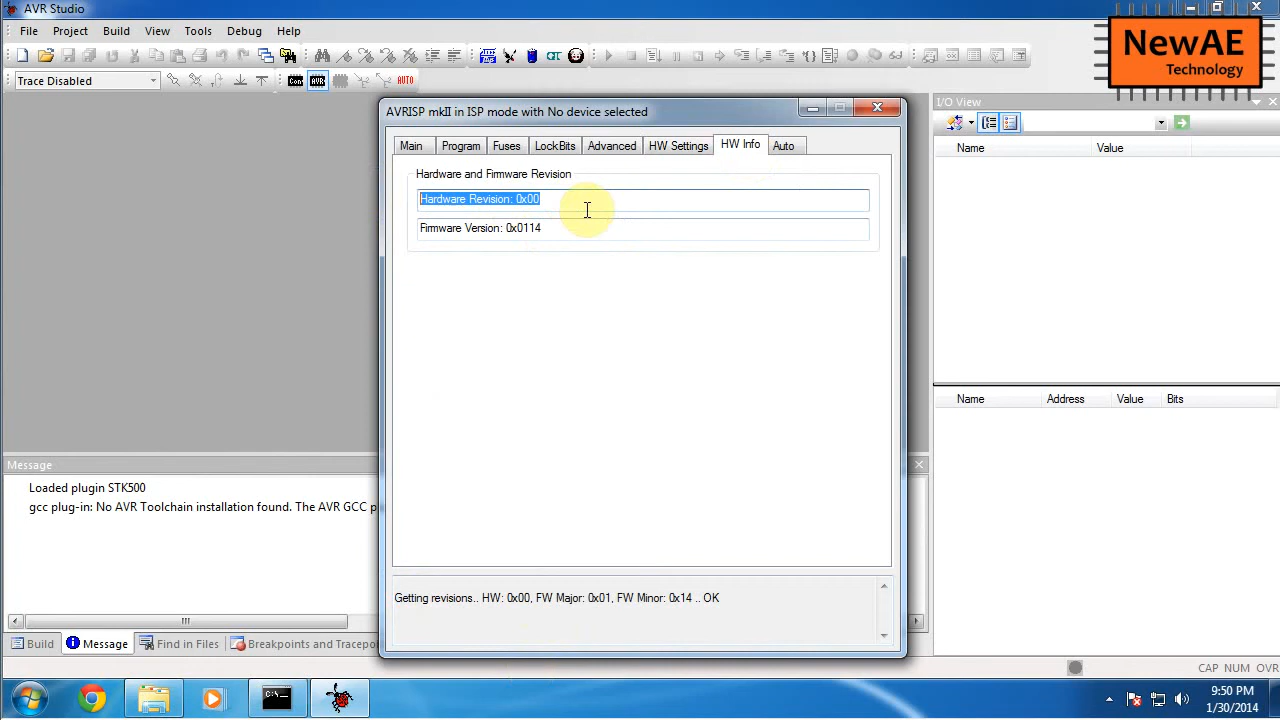 AVR Studio
File Project Build View Tools Debug Help
NewAE
Technology
Trace Disabled
Con AVR AUTO
AVRISP mkII in ISP mode with No device selected
Main Program Fuses LockBits Advanced HW Settings HW Info Auto
Hardware and Firmware Revision
Hardware Revision: 0x00
Firmware Version: 0x0114
Getting revisions.. HW: 0x00, FW Major: 0x01, FW Minor: 0x14 .. OK
I/O View
Name Value
Name Address Value Bits
Message
Loaded plugin STK500
gcc plug-in: No AVR Toolchain installation found. The AVR GCC p
Build Message Find in Files Breakpoints and Tracepo
CAP NUM OVR
C:\.
9:50 PM
1/30/2014